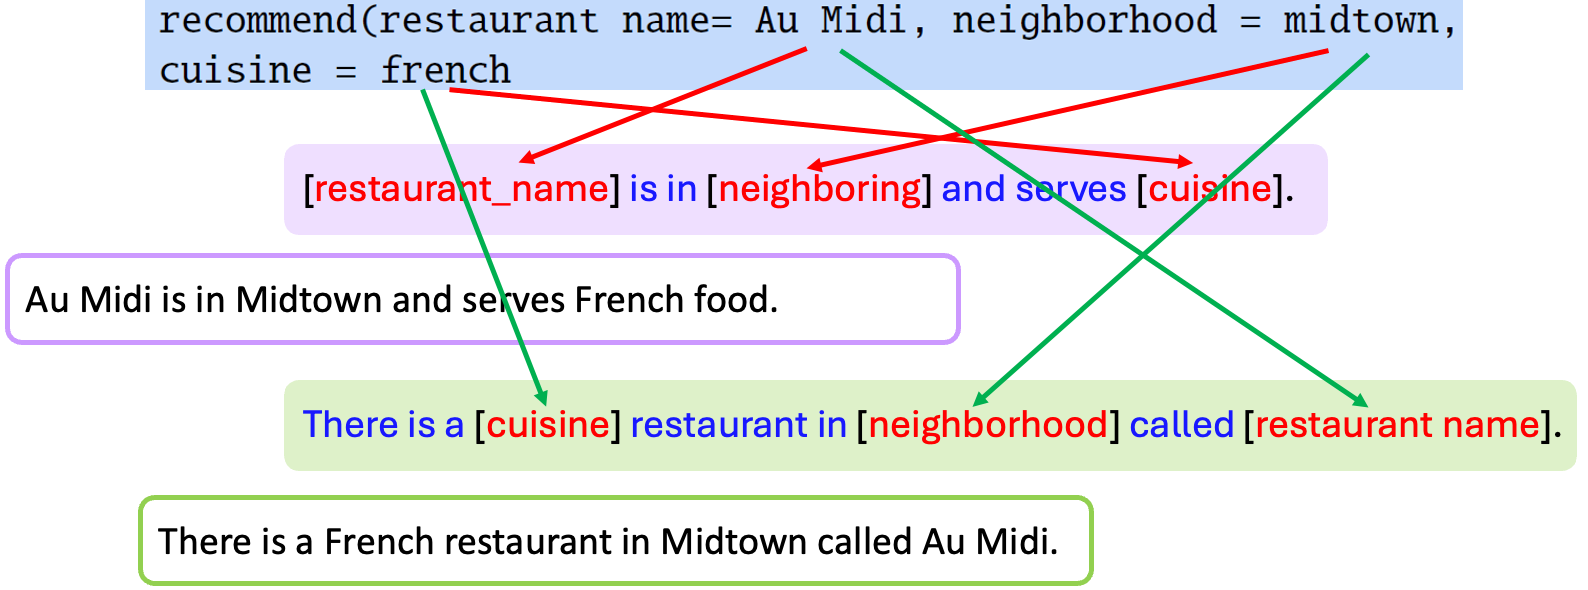 recommend(restaurant name= Au Midi, neighborhood = midtown,
cuisine = french
[restaurant_name] is in [neighboring] and serves [cuisine].
Au Midi is in Midtown and serves French food.
There is a [cuisine] restaurant in [neighborhood] called [restaurant name].
There is a French restaurant in Midtown called Au Midi.